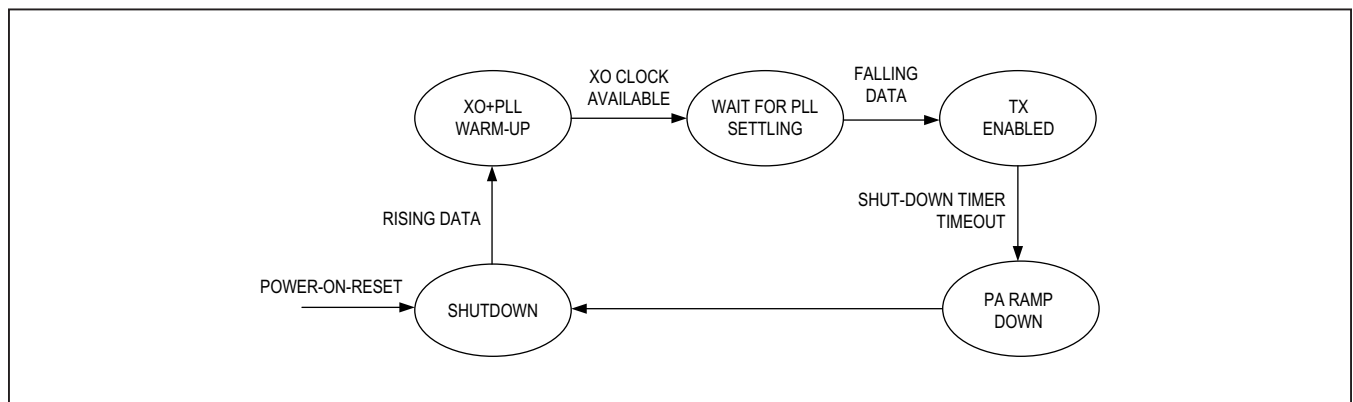 XO+PLL
WARM-UP
XO CLOCK
AVAILABLE
WAIT FOR PLL
SETTLING
FALLING
DATA
TX
ENABLED
RISING DATA
SHUT-DOWN TIMER
TIMEOUT
POWER-ON-RESET
SHUTDOWN
PA RAMP
DOWN